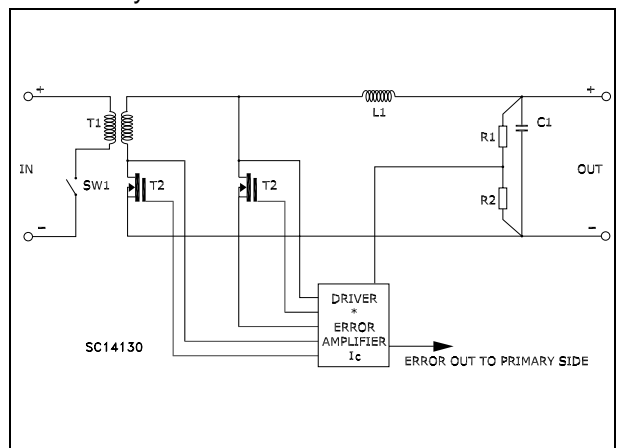 +
+
L1
T1
R1
C1
IN
SW1
T2
T2
R2
OUT
-
-
DRIVER
*
ERROR
AMPLIFIER
Ic
SC14130
ERROR OUT TO PRIMARY SIDE